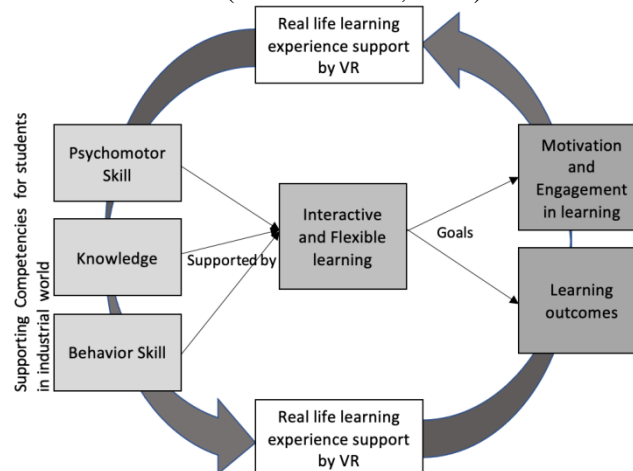 Real life learning
experience support
by VR
Supporting Competencies for students
in industrial world
Psychomotor
Skill
Knowledge
Behavior Skill
Supported by
Interactive
and Flexible
learning
Goals
Motivation
and
Engagement
in learning
Learning
outcomes
Real life learning
experience support
by VR